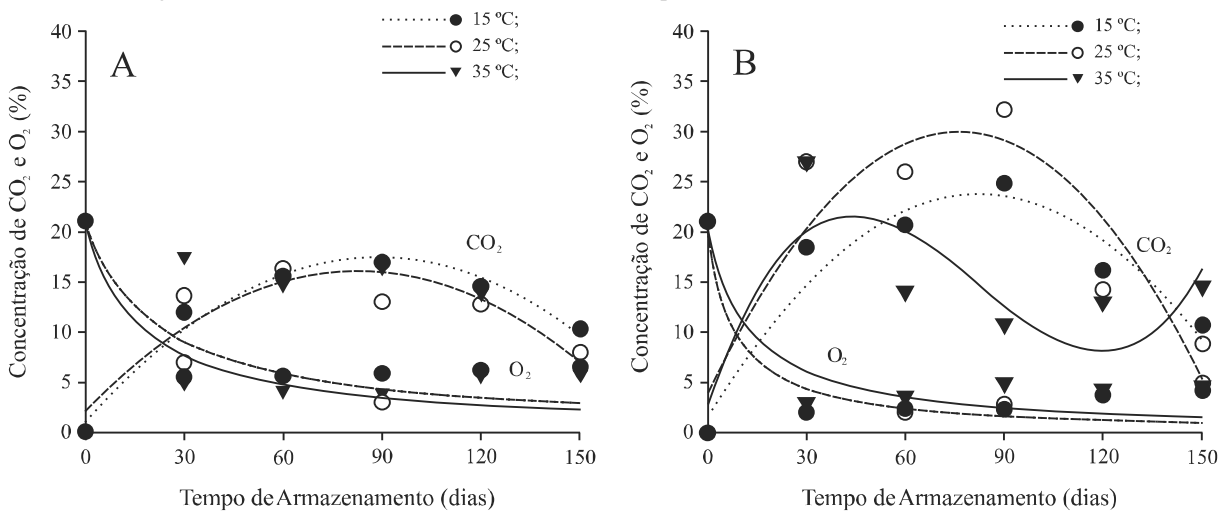 A
15 ºC;
25 ºC;
35 ºC;
Concentração de CO₂ e O₂ (%)
40
35
30
25
20
15
10
5
0
CO₂
O₂
0 30 60 90 120 150
Tempo de Armazenamento (dias)
B
15 ºC;
25 ºC;
35 ºC;
Concentração de CO₂ e O₂ (%)
40
35
30
25
20
15
10
5
0
CO₂
O₂
0 30 60 90 120 150
Tempo de Armazenamento (dias)